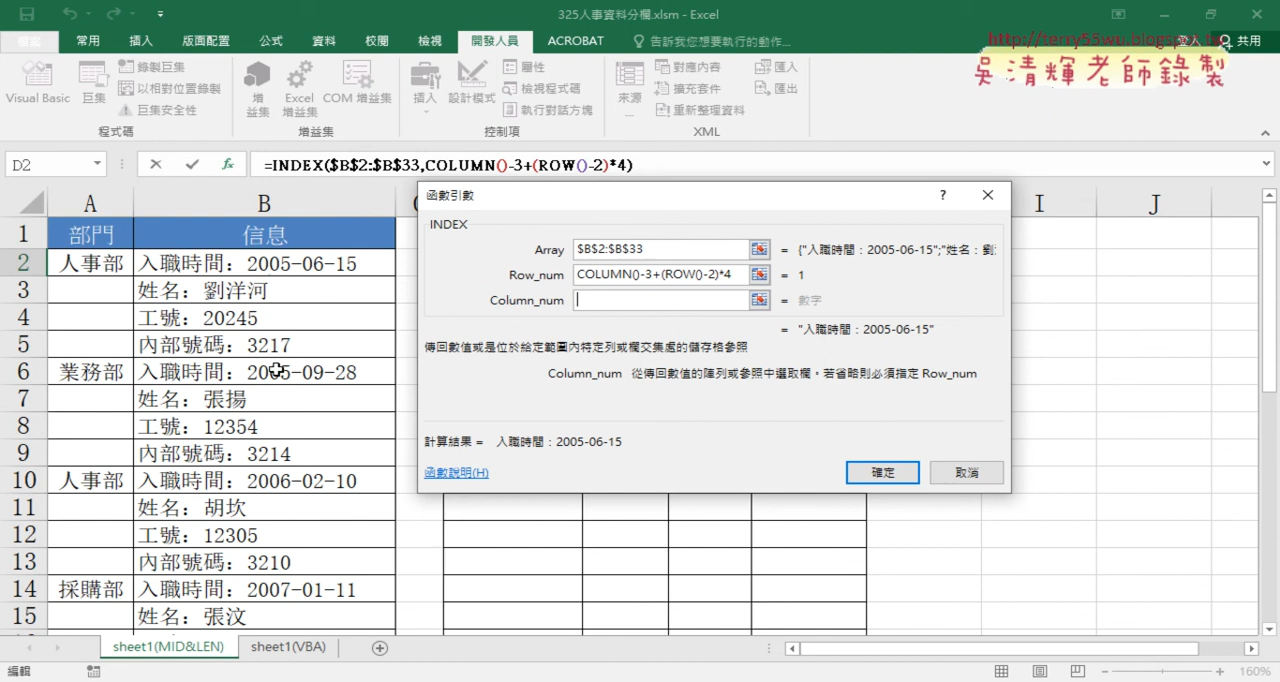 325人事資料分欄.xlsm - Excel
常用 插入 版面配置 公式 資料 校閱 檢視 開發人員 ACROBAT 告訴我您想要執行的動作... 登入 共用
http://terry55wu.blogspot.tw
吳清輝老師錄製
Visual Basic 巨集 錄製巨集 以相對位置錄製 巨集安全性
增益集 Excel 增益集 COM 增益集
插入 設計模式 屬性 檢視程式碼 執行對話方塊
來源 對應內容 擴充套件 重新整理資料 匯入 匯出
程式碼 增益集 控制項 XML
D2 fx =INDEX($B$2:$B$33,COLUMN()-3+(ROW()-2)*4)
A B I J
1 部門 信息
2 人事部 入職時間：2005-06-15
3 姓名：劉洋河
4 工號：20245
5 內部號碼：3217
6 業務部 入職時間：2005-09-28
7 姓名：張揚
8 工號：12354
9 內部號碼：3214
10 人事部 入職時間：2006-02-10
11 姓名：胡坎
12 工號：12305
13 內部號碼：3210
14 採購部 入職時間：2007-01-11
15 姓名：張汶
函數引數 ?
INDEX
Array $B$2:$B$33 = {"入職時間：2005-06-15";"姓名：劉
Row_num COLUMN()-3+(ROW()-2)*4 = 1
Column_num = 數字
= "入職時間：2005-06-15"
傳回數值或是位於給定範圍內特定列或欄交集處的儲存格參照
Column_num 從傳回數值的陣列或參照中選取欄。若省略則必須指定 Row_num
計算結果 = 入職時間：2005-06-15
函數說明(H) 確定 取消
sheet1(MID&LEN) sheet1(VBA)
編輯 160%